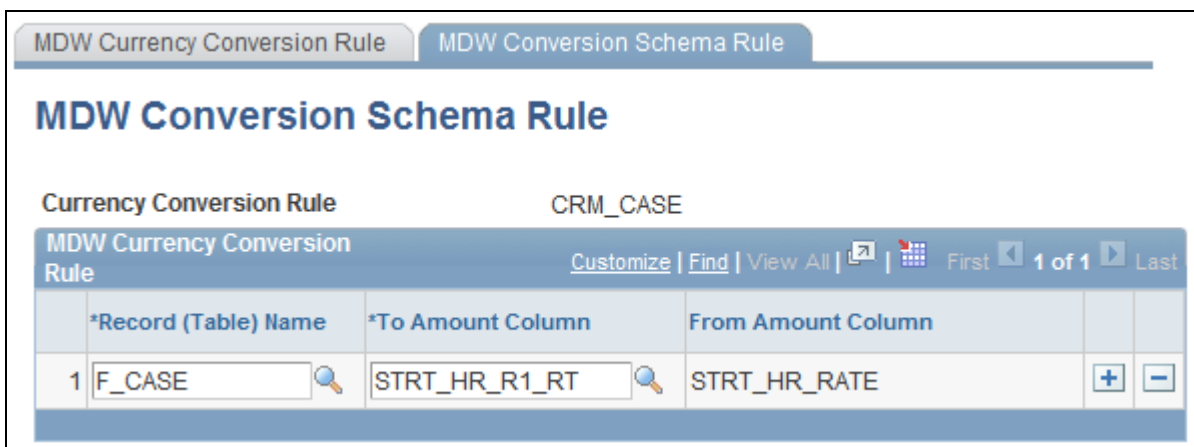 MDW Currency Conversion Rule MDW Conversion Schema Rule
MDW Conversion Schema Rule
Currency Conversion Rule CRM_CASE
MDW Currency Conversion
Rule Customize | Find | View All | | First 1 of 1 Last
*Record (Table) Name *To Amount Column From Amount Column
1 F_CASE STRT_HR_R1_RT STRT_HR_RATE + -